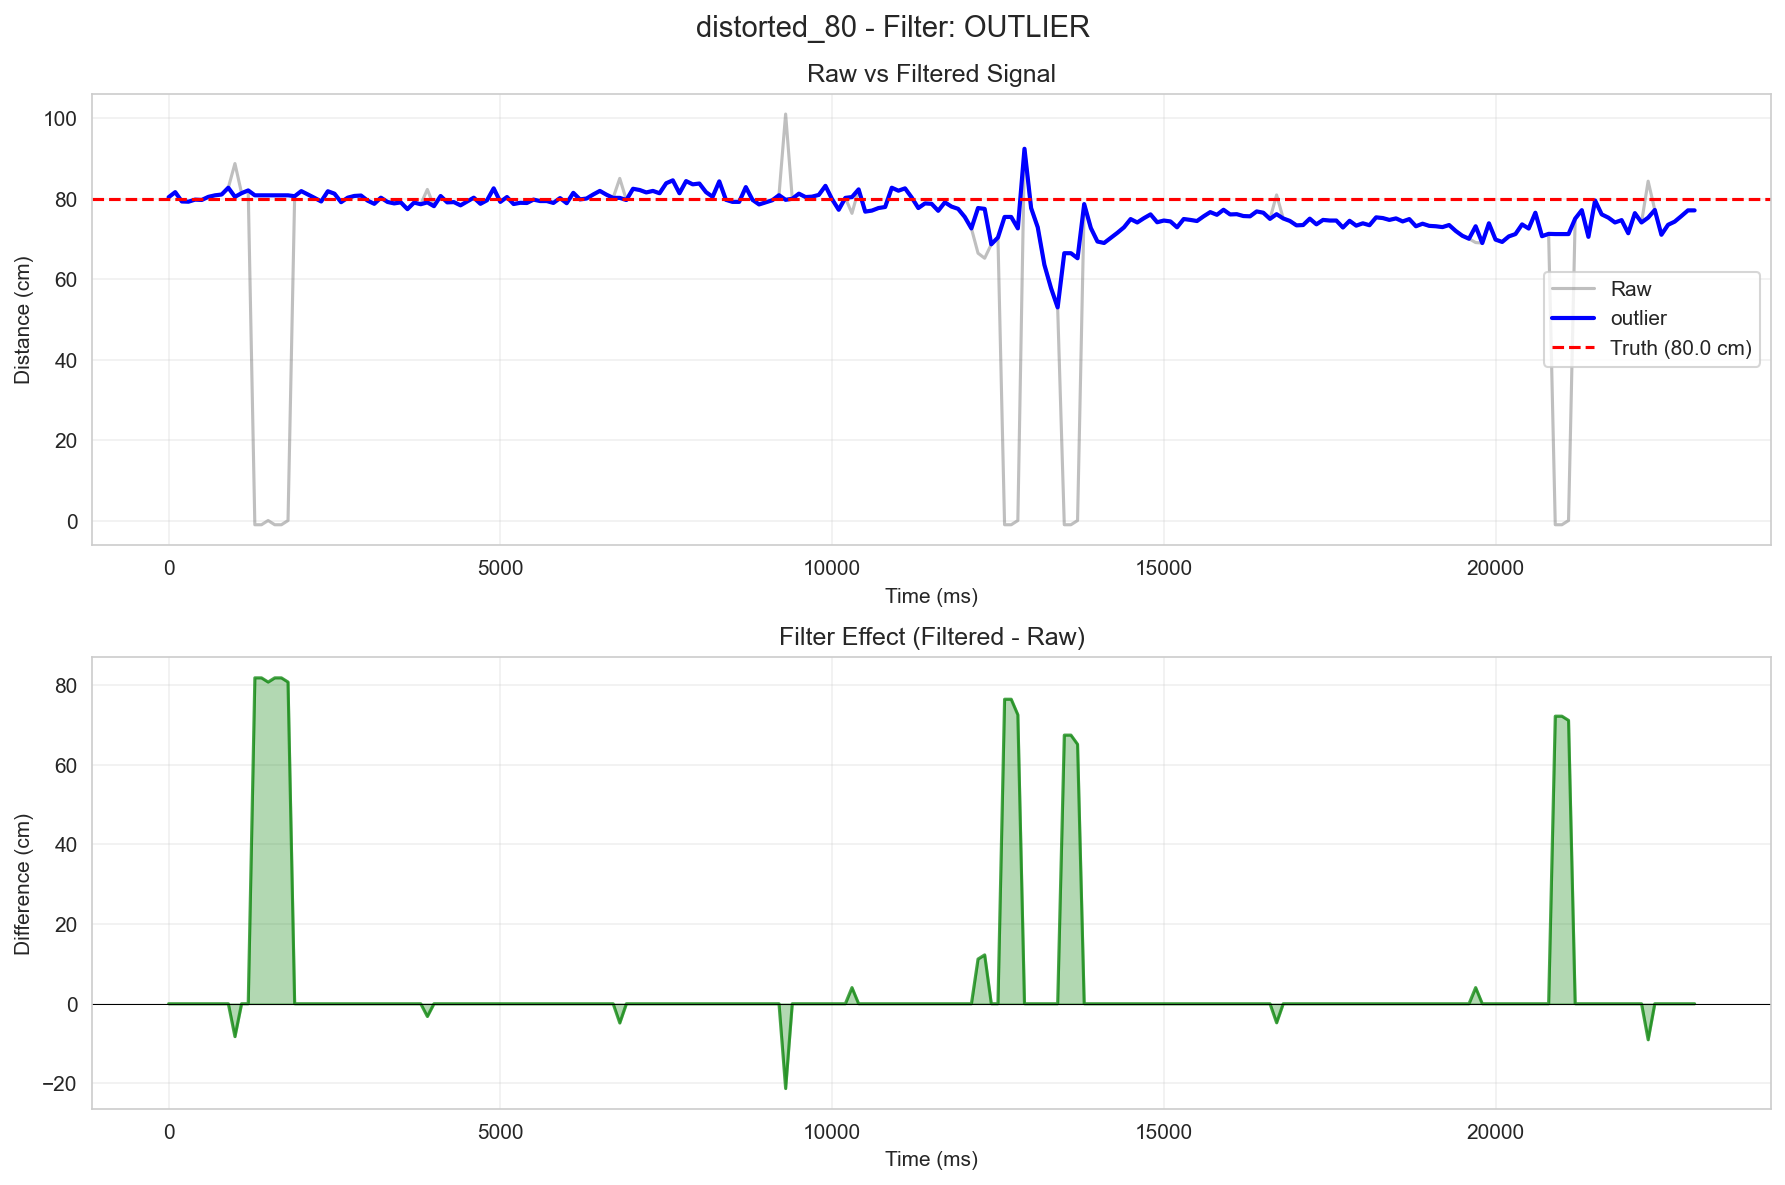 distorted_80 - Filter: OUTLIER
Raw vs Filtered Signal
100
80
60
40
20
0
Distance (cm)
Raw
outlier
Truth (80.0 cm)
0 5000 10000 15000 20000
Time (ms)
Filter Effect (Filtered - Raw)
80
60
40
20
0
−20
Difference (cm)
0 5000 10000 15000 20000
Time (ms)